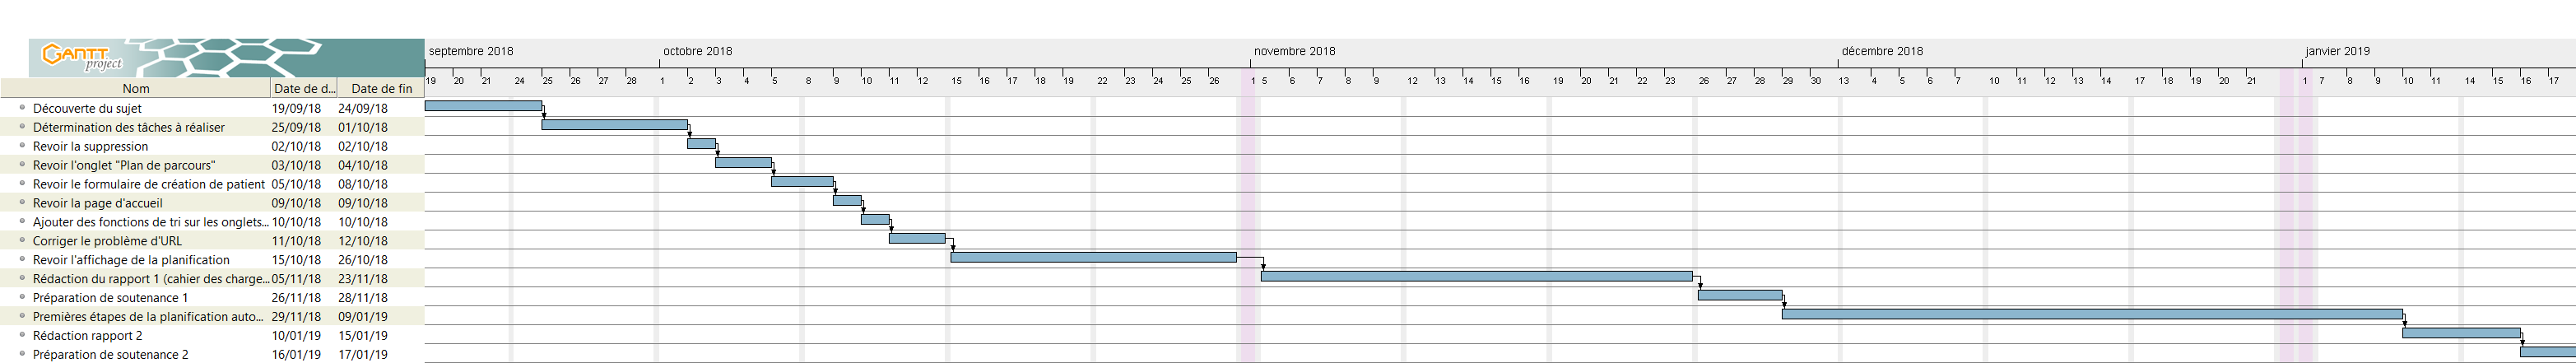 GANTT project
septembre 2018 octobre 2018 novembre 2018 décembre 2018 janvier 2019
19 20 21 24 25 26 27 28 1 2 3 4 5 8 9 10 11 12 15 16 17 18 19 22 23 24 25 26 1 5 6 7 8 9 12 13 14 15 16 19 20 21 22 23 26 27 28 29 30 13 4 5 6 7 10 11 12 13 14 17 18 19 20 21 1 7 8 9 10 11 14 15 16 17
Nom Date de d... Date de fin
Découverte du sujet 19/09/18 24/09/18
Détermination des tâches à réaliser 25/09/18 01/10/18
Revoir la suppression 02/10/18 02/10/18
Revoir l'onglet "Plan de parcours" 03/10/18 04/10/18
Revoir le formulaire de création de patient 05/10/18 08/10/18
Revoir la page d'accueil 09/10/18 09/10/18
Ajouter des fonctions de tri sur les onglets... 10/10/18 10/10/18
Corriger le problème d'URL 11/10/18 12/10/18
Revoir l'affichage de la planification 15/10/18 26/10/18
Rédaction du rapport 1 (cahier des charge... 05/11/18 23/11/18
Préparation de soutenance 1 26/11/18 28/11/18
Premières étapes de la planification auto... 29/11/18 09/01/19
Rédaction rapport 2 10/01/19 15/01/19
Préparation de soutenance 2 16/01/19 17/01/19